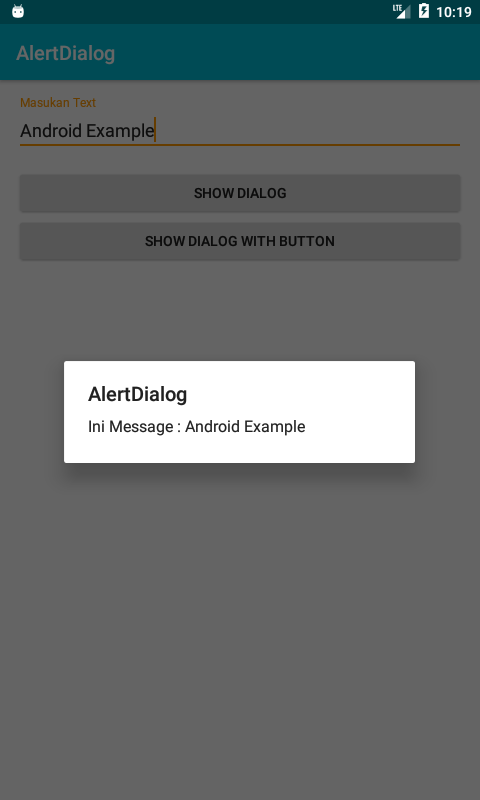 LTE 10:19
AlertDialog
Masukan Text
Android Example
SHOW DIALOG
SHOW DIALOG WITH BUTTON
AlertDialog
Ini Message : Android Example